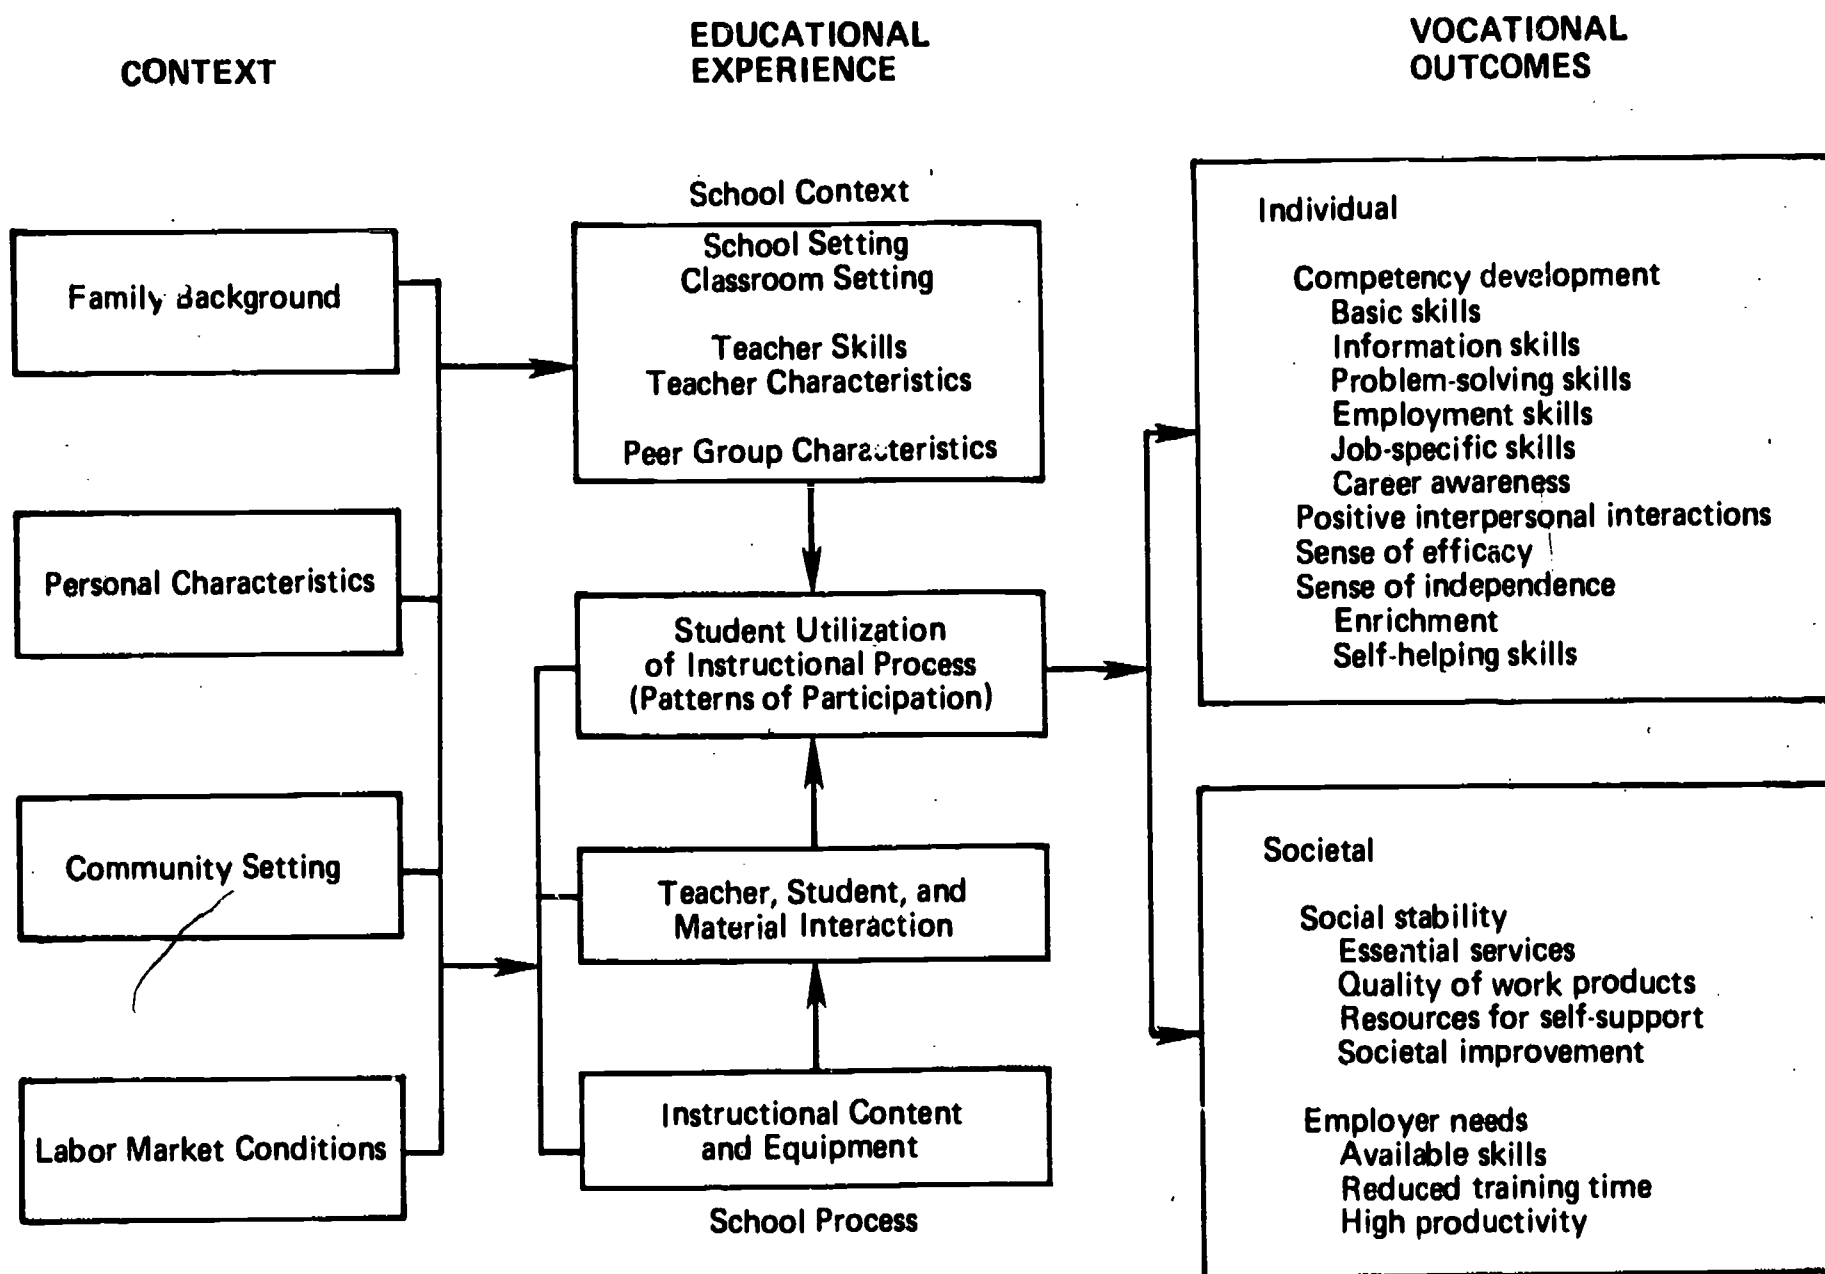 CONTEXT
EDUCATIONAL
EXPERIENCE
VOCATIONAL
OUTCOMES
Family Background
Personal Characteristics
Community Setting
Labor Market Conditions
School Context
School Setting
Classroom Setting
Teacher Skills
Teacher Characteristics
Peer Group Characteristics
Student Utilization
of Instructional Process
(Patterns of Participation)
Teacher, Student, and
Material Interaction
Instructional Content
and Equipment
School Process
Individual
Competency development
Basic skills
Information skills
Problem-solving skills
Employment skills
Job-specific skills
Career awareness
Positive interpersonal interactions
Sense of efficacy
Sense of independence
Enrichment
Self-helping skills
Societal
Social stability
Essential services
Quality of work products
Resources for self-support
Societal improvement
Employer needs
Available skills
Reduced training time
High productivity